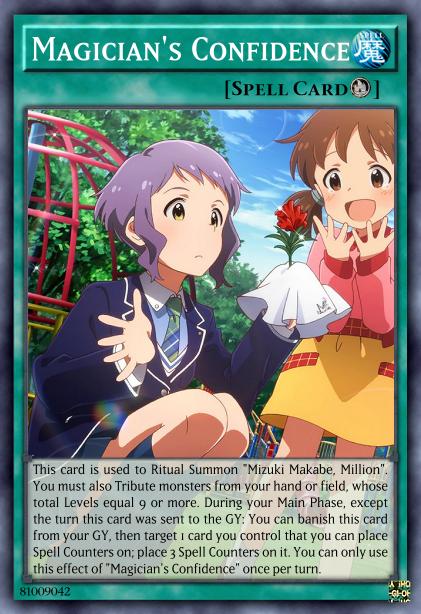 Magician's Confidence
SPELL
魔
[Spell Card]
This card is used to Ritual Summon "Mizuki Makabe, Million".
You must also Tribute monsters from your hand or field, whose
total Levels equal 9 or more. During your Main Phase, except
the turn this card was sent to the GY: You can banish this card
from your GY, then target 1 card you control that you can place
Spell Counters on; place 3 Spell Counters on it. You can only use
this effect of "Magician's Confidence" once per turn.
81009042